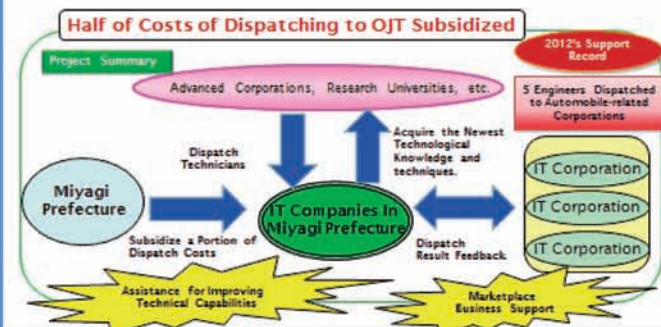 Half of Costs of Dispatching to OJT Subsidized
2012's Support
Record
Project Summary
Advanced Corporations, Research Universities, etc.
5 Engineers Dispatched
to Automobile-related
Corporations
Dispatch
Technicians
Acquire the Newest
Technological
Knowledge and
techniques.
Miyagi
Prefecture
IT Companies In
Miyagi Prefecture
IT Corporation
IT Corporation
IT Corporation
Subsidize a Portion of
Dispatch Costs
Dispatch
Result Feedback.
Assistance for Improving
Technical Capabilities
Marketplace
Business Support